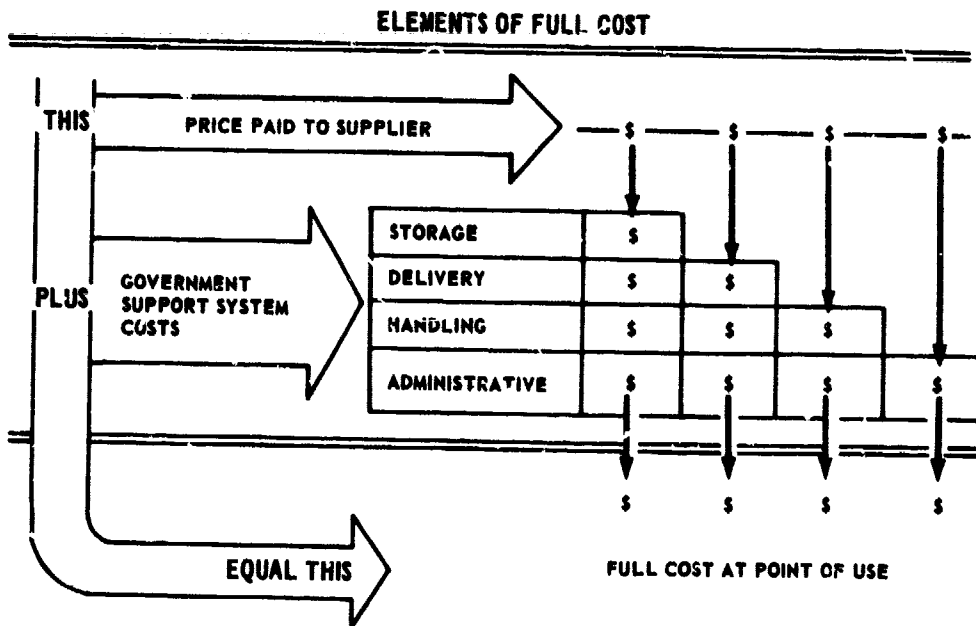 ELEMENTS OF FULL COST
THIS
PRICE PAID TO SUPPLIER
$ $ $ $
PLUS
GOVERNMENT
SUPPORT SYSTEM
COSTS
STORAGE $
DELIVERY $ $
HANDLING $ $ $
ADMINISTRATIVE $ $ $ $
$ $ $ $
EQUAL THIS
FULL COST AT POINT OF USE